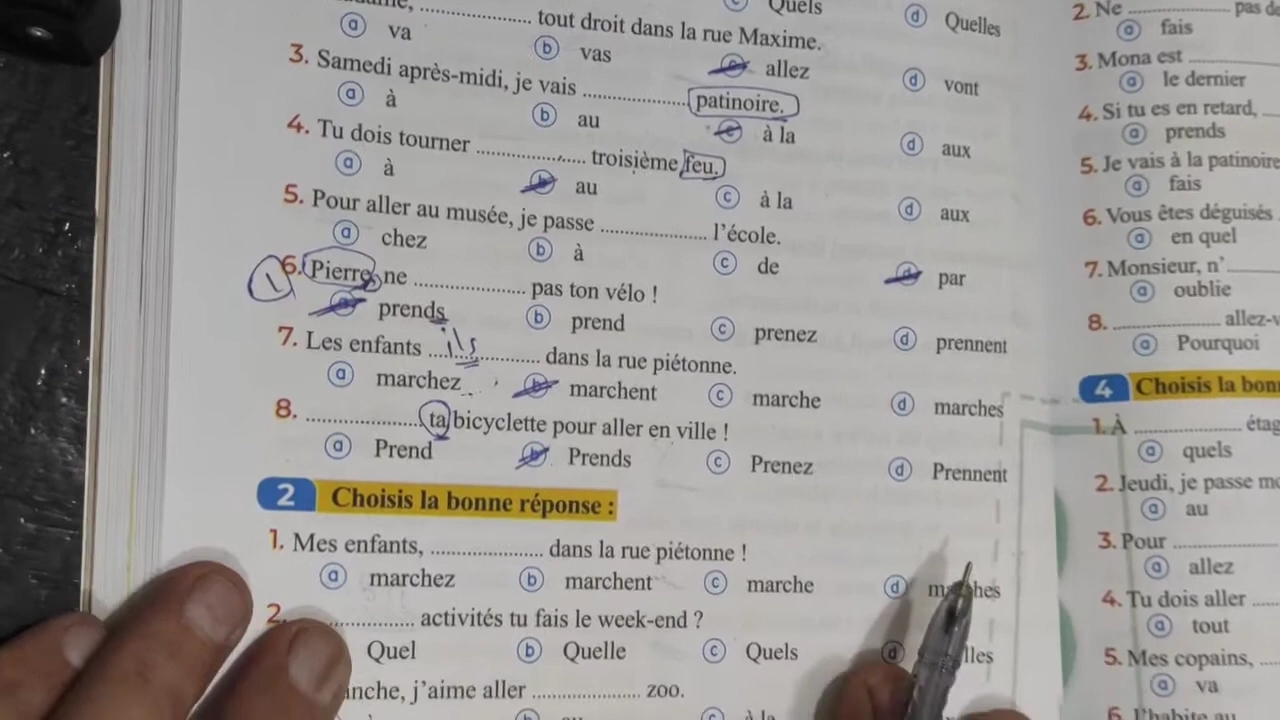 .................... tout droit dans la rue Maxime.
ⓐ va ⓑ vas ⓒ allez ⓓ vont
3. Samedi après-midi, je vais .................... patinoire.
ⓐ à ⓑ au ⓒ à la ⓓ aux
4. Tu dois tourner .................... troisième feu.
ⓐ à ⓑ au ⓒ à la ⓓ aux
5. Pour aller au musée, je passe .................... l'école.
ⓐ chez ⓑ à ⓒ de ⓓ par
1 6. Pierre, ne .................... pas ton vélo !
ⓐ prends ⓑ prend ⓒ prenez ⓓ prennent
ils
7. Les enfants .................... dans la rue piétonne.
ⓐ marchez ⓑ marchent ⓒ marche ⓓ marches
8. .................... ta bicyclette pour aller en ville !
ⓐ Prend ⓑ Prends ⓒ Prenez ⓓ Prennent
2 Choisis la bonne réponse :
1. Mes enfants, .................... dans la rue piétonne !
ⓐ marchez ⓑ marchent ⓒ marche ⓓ
2. .................... activités tu fais le week-end ?
Quel ⓑ Quelle ⓒ Quels ⓓ
j'aime aller .................... zoo.
ⓒ Quels ⓓ Quelles
2. Ne .................... pas
ⓐ fais
3. Mona est ....................
ⓐ le dernier
4. Si tu es en retard, ....
ⓐ prends
5. Je vais à la patinoire
ⓐ fais
6. Vous êtes déguisés
ⓐ en quel
7. Monsieur, n' ..........
ⓐ oublie
8. .................... allez-v
ⓐ Pourquoi
4 Choisis la
1. À .................... 
ⓐ quels
2. Jeudi, je passe
ⓐ au
3. Pour ....................
ⓐ allez
4. Tu dois aller ........
ⓐ tout
5. Mes copains, ....
ⓐ va